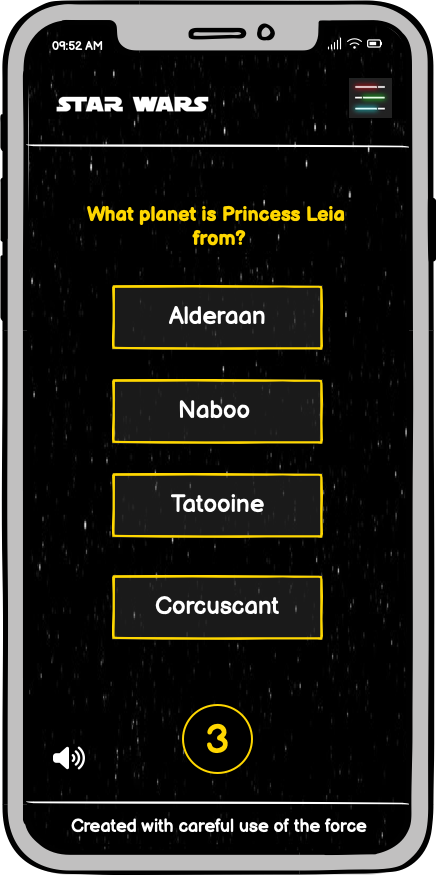 09:52 AM
STAR WARS
What planet is Princess Leia
from?
Alderaan
Naboo
Tatooine
Corcuscant
3
Created with careful use of the force